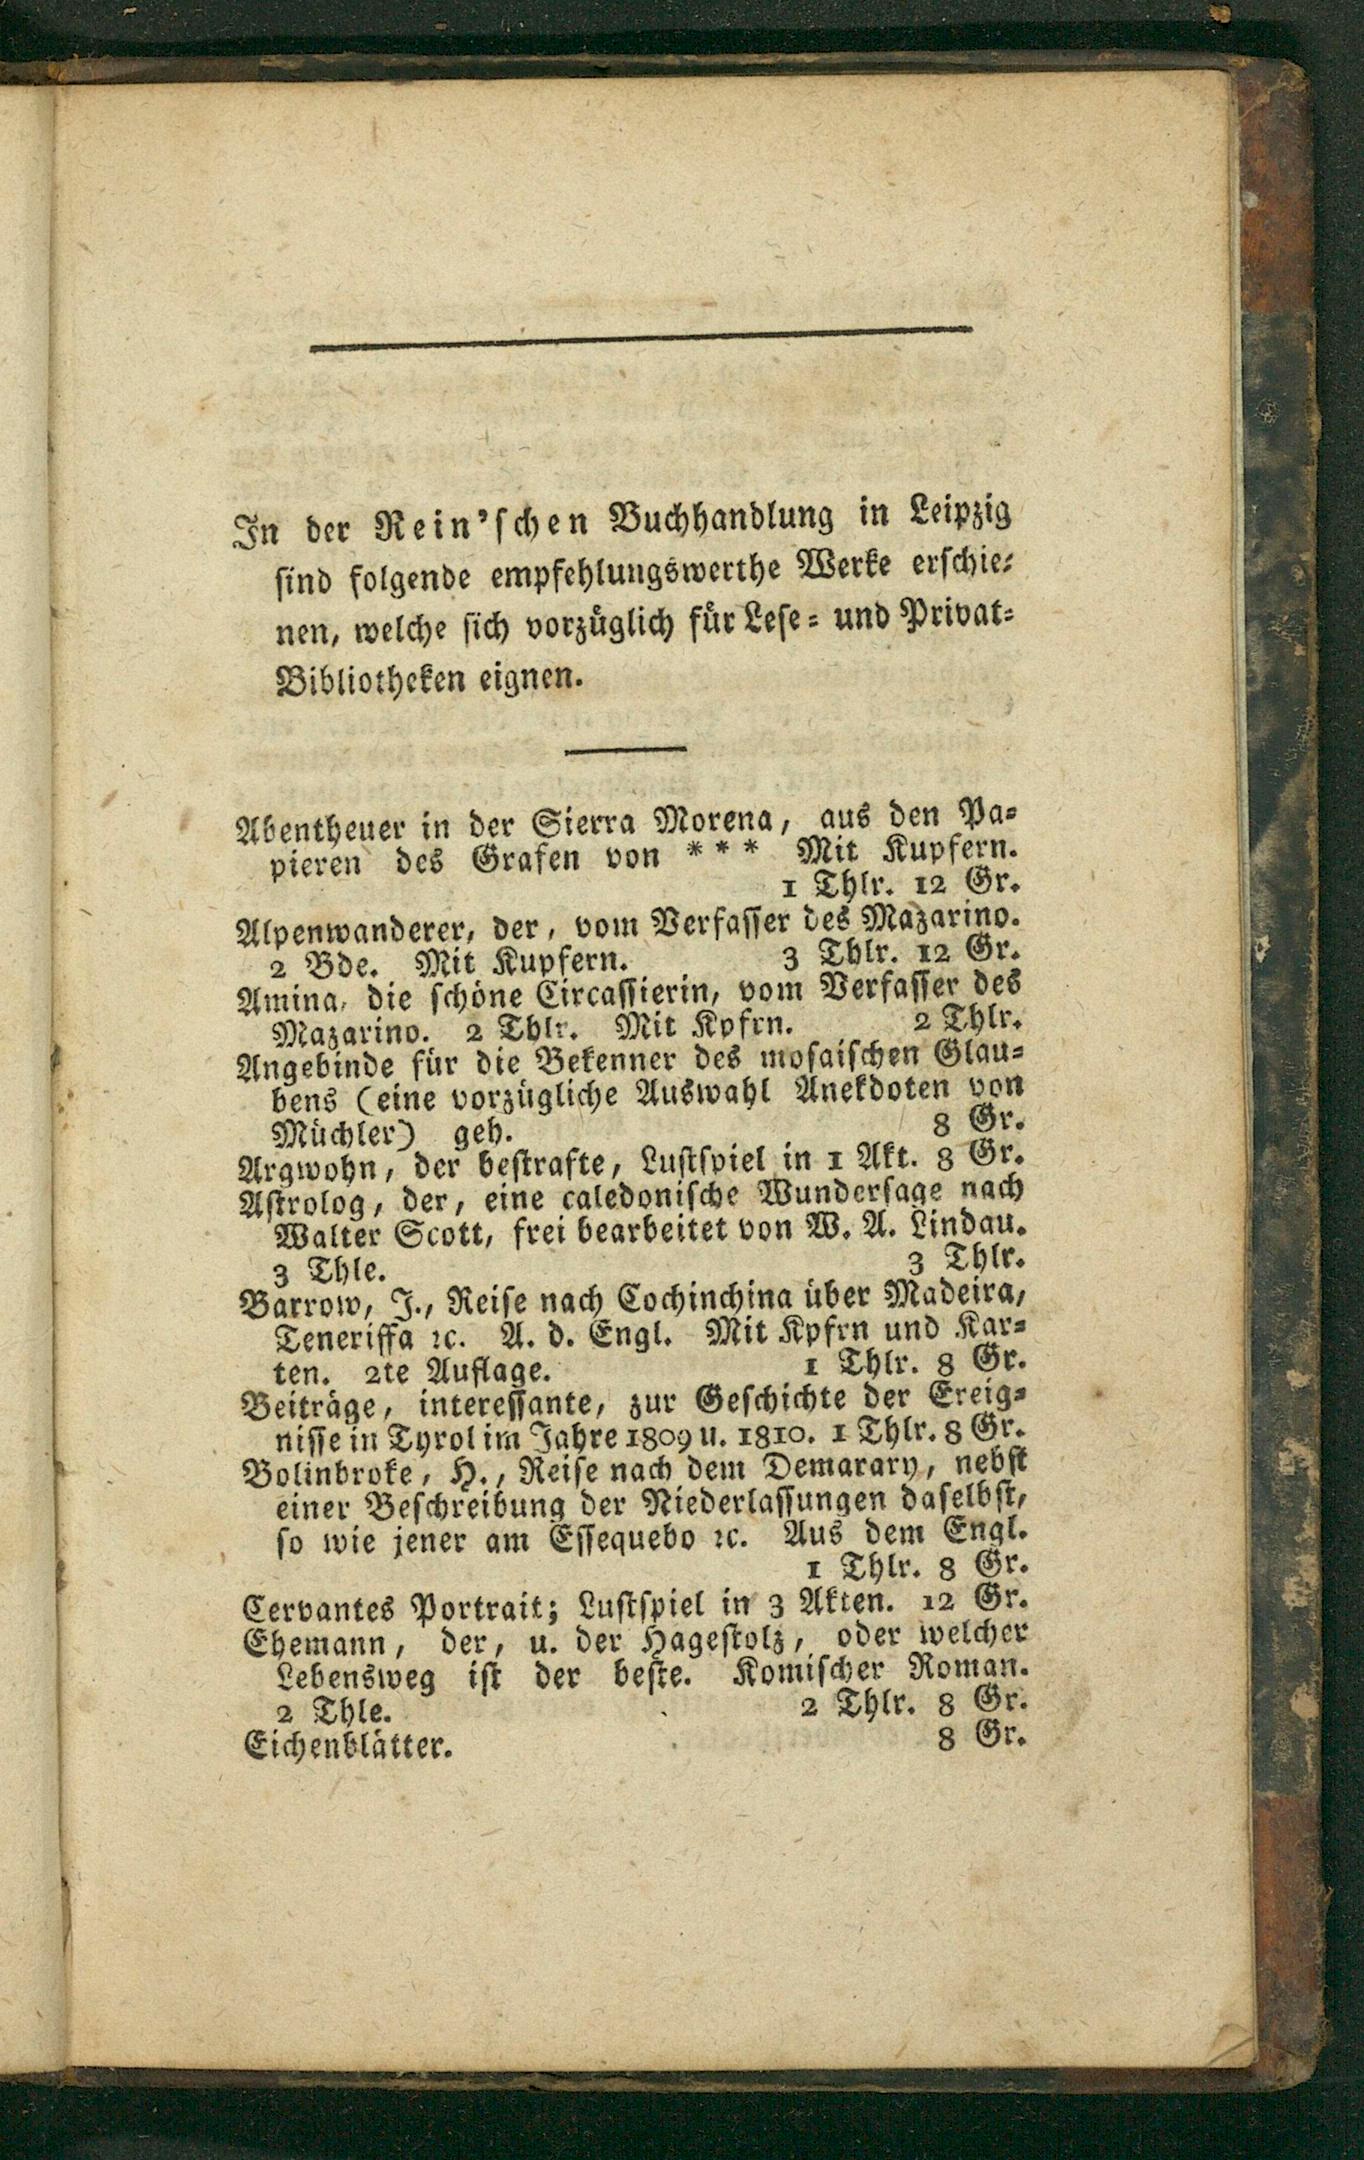 In der Rein'schen Buchhandlung in Leipzig
sind folgende empfehlungswerthe Werke erschie-
nen, welche sich vorzüglich für Lese- und Privat-
Bibliotheken eignen.
Abentheuer in der Sierra Morena, aus den Pa-
pieren des Grafen von * * * Mit Kupfern.
1 Thlr. 12 Gr.
Alpenwanderer, der, vom Verfasser des Mazarino.
2 Bde. Mit Kupfern. 3 Thlr. 12 Gr.
Amina, die schöne Circassierin, vom Verfasser des
Mazarino. 2 Thlr. Mit Kpfrn. 2 Thlr.
Angebinde für die Bekenner des mosaischen Glau-
bens (eine vorzügliche Auswahl Anekdoten von
Müchler) geh. 8 Gr.
Argwohn, der bestrafte, Lustspiel in 1 Akt. 8 Gr.
Astrolog, der, eine caledonische Wundersage nach
Walter Scott, frei bearbeitet von W. A. Lindau.
3 Thle. 3 Thlr.
Barrow, J., Reise nach Cochinchina über Madeira,
Teneriffa ꝛc. A. d. Engl. Mit Kpfrn und Kar-
ten. 2te Auflage. 1 Thlr. 8 Gr.
Beiträge, interessante, zur Geschichte der Ereig-
nisse in Tyrol im Jahre 1809 u. 1810. 1 Thlr. 8 Gr.
Bolinbroke, H., Reise nach dem Demarary, nebst
einer Beschreibung der Niederlassungen daselbst,
so wie jener am Essequebo ꝛc. Aus dem Engl.
1 Thlr. 8 Gr.
Cervantes Portrait; Lustspiel in 3 Akten. 12 Gr.
Ehemann, der, u. der Hagestolz, oder welcher
Lebensweg ist der beste. Komischer Roman.
2 Thle. 2 Thlr. 8 Gr.
Eichenblätter. 8 Gr.